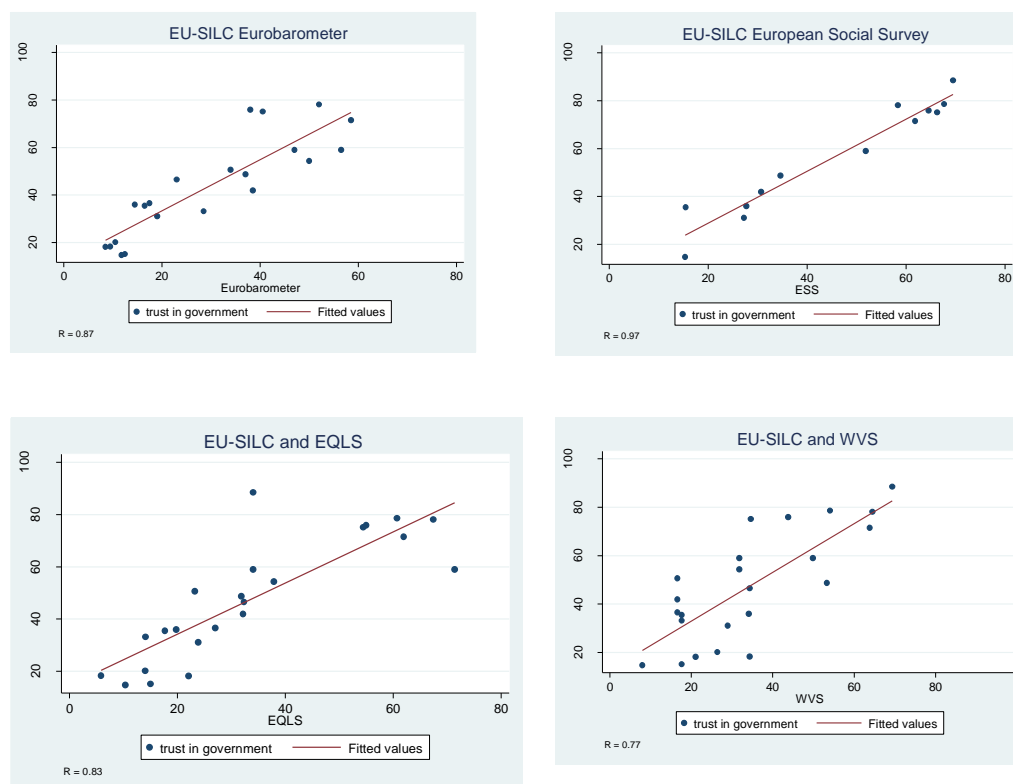 EU-SILC Eurobarometer
100
80
60
40
20
0 20 40 60 80
Eurobarometer
trust in government Fitted values
R = 0.87
EU-SILC European Social Survey
100
80
60
40
20
0 20 40 60 80
ESS
trust in government Fitted values
R = 0.97
EU-SILC and EQLS
100
80
60
40
20
0 20 40 60 80
EQLS
trust in government Fitted values
R = 0.83
EU-SILC and WVS
100
80
60
40
20
0 20 40 60 80
WVS
trust in government Fitted values
R = 0.77